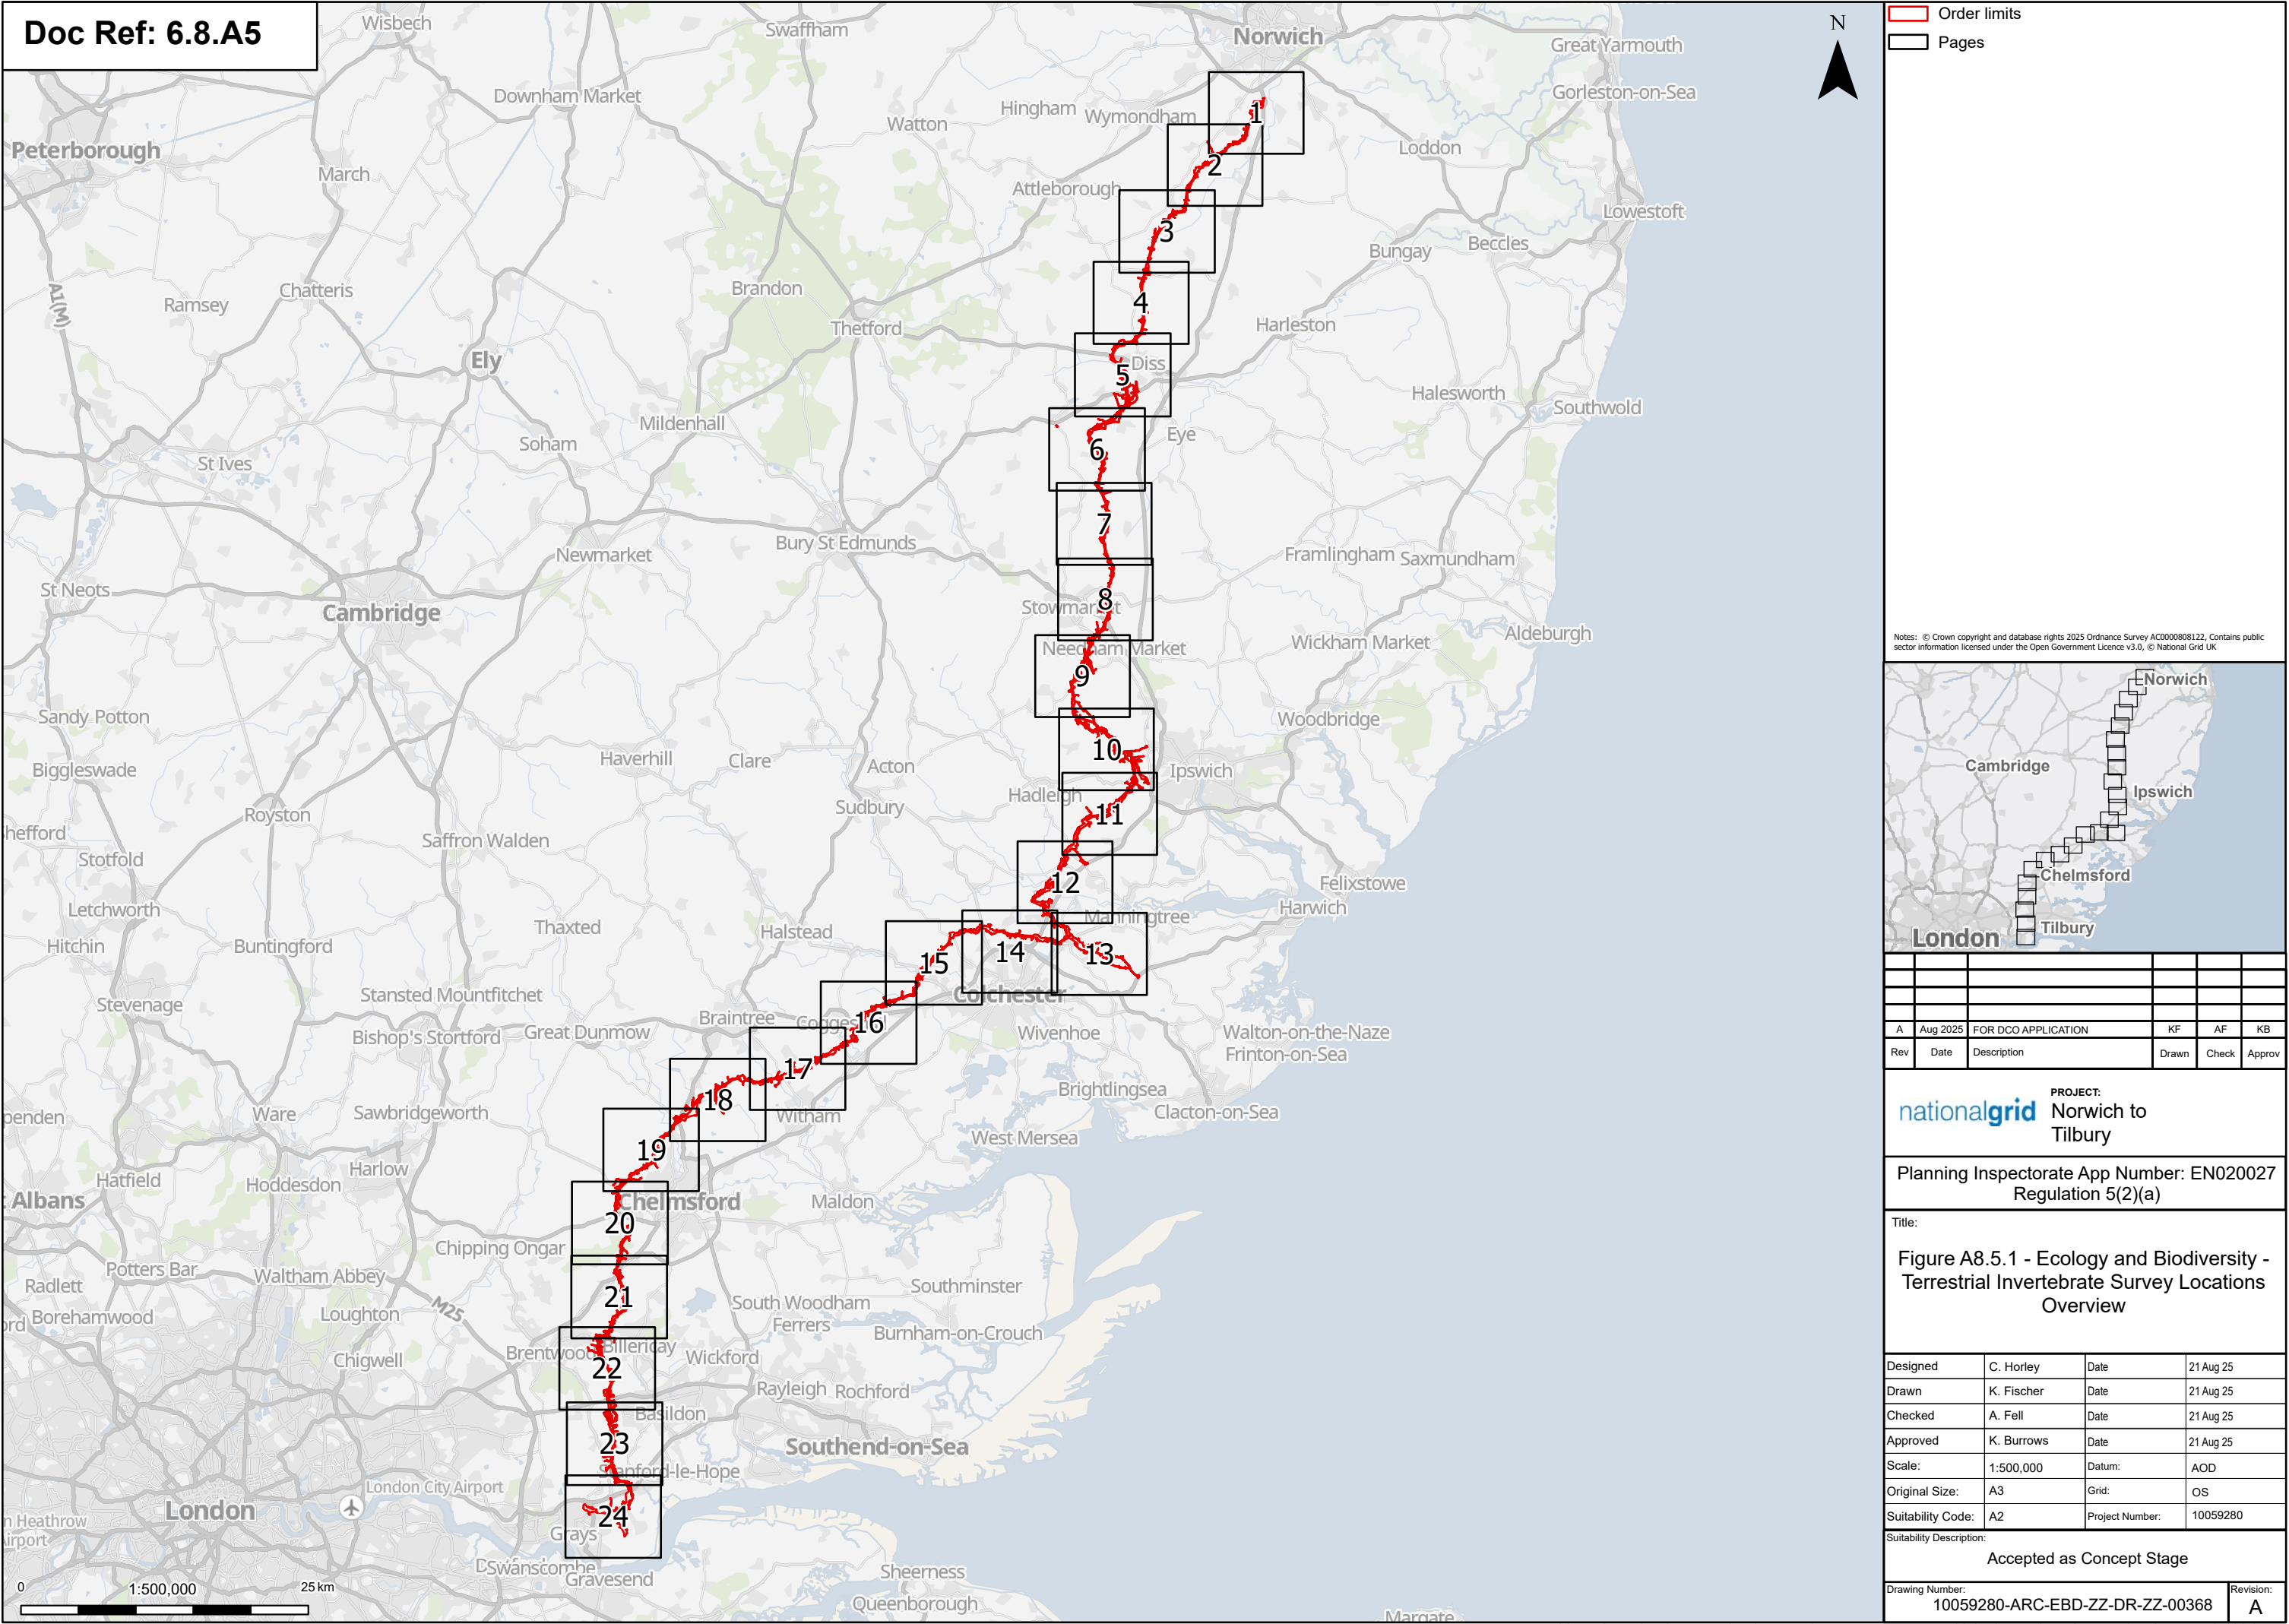 Doc Ref: 6.8.A5
Wisbech
Swaffham
Norwich
Great Yarmouth
Gorleston-on-Sea
Downham Market
Hingham
Wymondham
Watton
Peterborough
March
Loddon
Attleborough
Lowestoft
Bungay
Beccles
A1(M)
Ramsey
Chatteris
Brandon
Thetford
Harleston
Ely
Diss
Halesworth
Southwold
Mildenhall
Soham
Eye
St Ives
Newmarket
Bury St Edmunds
Framlingham
Saxmundham
St Neots
Cambridge
Stowmarket
Aldeburgh
Needham Market
Wickham Market
Sandy Potton
Woodbridge
Haverhill
Clare
Acton
Ipswich
Biggleswade
Hadleigh
Sudbury
Royston
hefford
Saffron Walden
Stotfold
Felixstowe
Letchworth
Harwich
Manningtree
Hitchin
Buntingford
Thaxted
Halstead
Colchester
Stansted Mountfitchet
Stevenage
Bishop's Stortford
Great Dunmow
Braintree
Wivenhoe
Walton-on-the-Naze
Frinton-on-Sea
Brightlingsea
Clacton-on-Sea
penden
Ware
Sawbridgeworth
Witham
West Mersea
Hatfield
Harlow
Hoddesdon
Albans
Chelmsford
Maldon
Chipping Ongar
Potters Bar
Radlett
Waltham Abbey
Southminster
Borehamwood
Loughton
M25
South Woodham
Ferrers
Burnham-on-Crouch
Chigwell
Brentwood
Billericay
Wickford
Rayleigh
Rochford
Basildon
Southend-on-Sea
Stanford-le-Hope
London City Airport
London
n Heathrow
Airport
Grays
Swanscombe
Gravesend
Sheerness
Queenborough
Margate
1
2
3
4
5
6
7
8
9
10
11
12
13
14
15
16
17
18
19
20
21
22
23
24
0 1:500,000 25 km
N
Order limits
Pages
Notes: © Crown copyright and database rights 2025 Ordnance Survey AC0000808122, Contains public
sector information licensed under the Open Government Licence v3.0, © National Grid UK
Norwich
Cambridge
Ipswich
Chelmsford
Tilbury
London
A Aug 2025 FOR DCO APPLICATION KF AF KB
Rev Date Description Drawn Check Approv
nationalgrid
PROJECT:
Norwich to
Tilbury
Planning Inspectorate App Number: EN020027
Regulation 5(2)(a)
Title:
Figure A8.5.1 - Ecology and Biodiversity -
Terrestrial Invertebrate Survey Locations
Overview
Designed C. Horley Date 21 Aug 25
Drawn K. Fischer Date 21 Aug 25
Checked A. Fell Date 21 Aug 25
Approved K. Burrows Date 21 Aug 25
Scale: 1:500,000 Datum: AOD
Original Size: A3 Grid: OS
Suitability Code: A2 Project Number: 10059280
Suitability Description:
Accepted as Concept Stage
Drawing Number:
10059280-ARC-EBD-ZZ-DR-ZZ-00368
Revision:
A